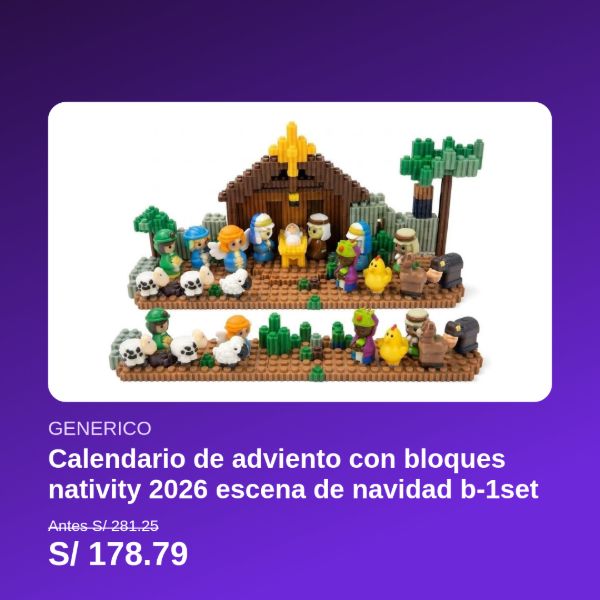 GENERICO
Calendario de adviento con bloques
nativity 2026 escena de navidad b-1set
Antes S/ 281.25
S/ 178.79